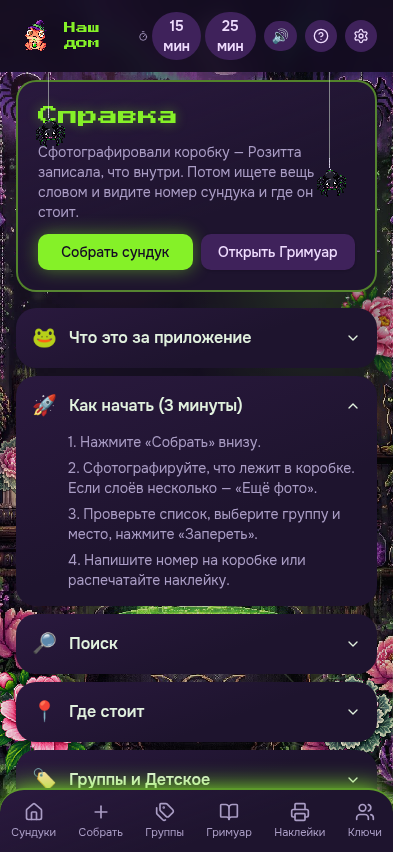 Наш
дом
15
мин
25
мин
Справка
Сфотографировали коробку — Розитта
записала, что внутри. Потом ищете вещь
словом и видите номер сундука и где он
стоит.
Собрать сундук
Открыть Гримуар
Что это за приложение
Как начать (3 минуты)
1. Нажмите «Собрать» внизу.
2. Сфотографируйте, что лежит в коробке.
Если слоёв несколько — «Ещё фото».
3. Проверьте список, выберите группу и
место, нажмите «Запереть».
4. Напишите номер на коробке или
распечатайте наклейку.
Поиск
Где стоит
Группы и Детское
Сундуки
Собрать
Группы
Гримуар
Наклейки
Ключи